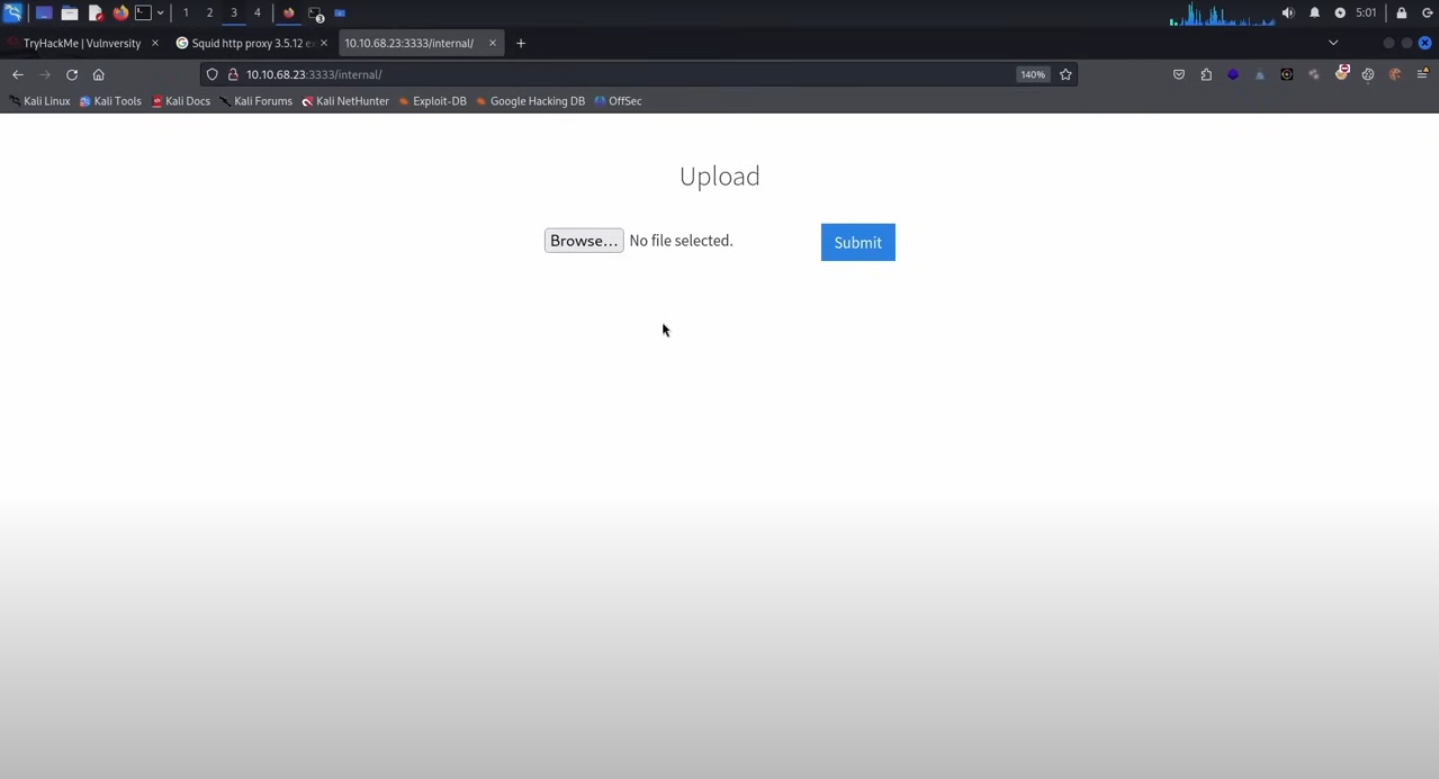 1 2 3 4 5:01
TryHackMe | Vulnversity Squid http proxy 3.5.12 ex 10.10.68.23:3333/internal/
10.10.68.23:3333/internal/ 140%
Kali Linux Kali Tools Kali Docs Kali Forums Kali NetHunter Exploit-DB Google Hacking DB OffSec
Upload
Browse... No file selected. Submit